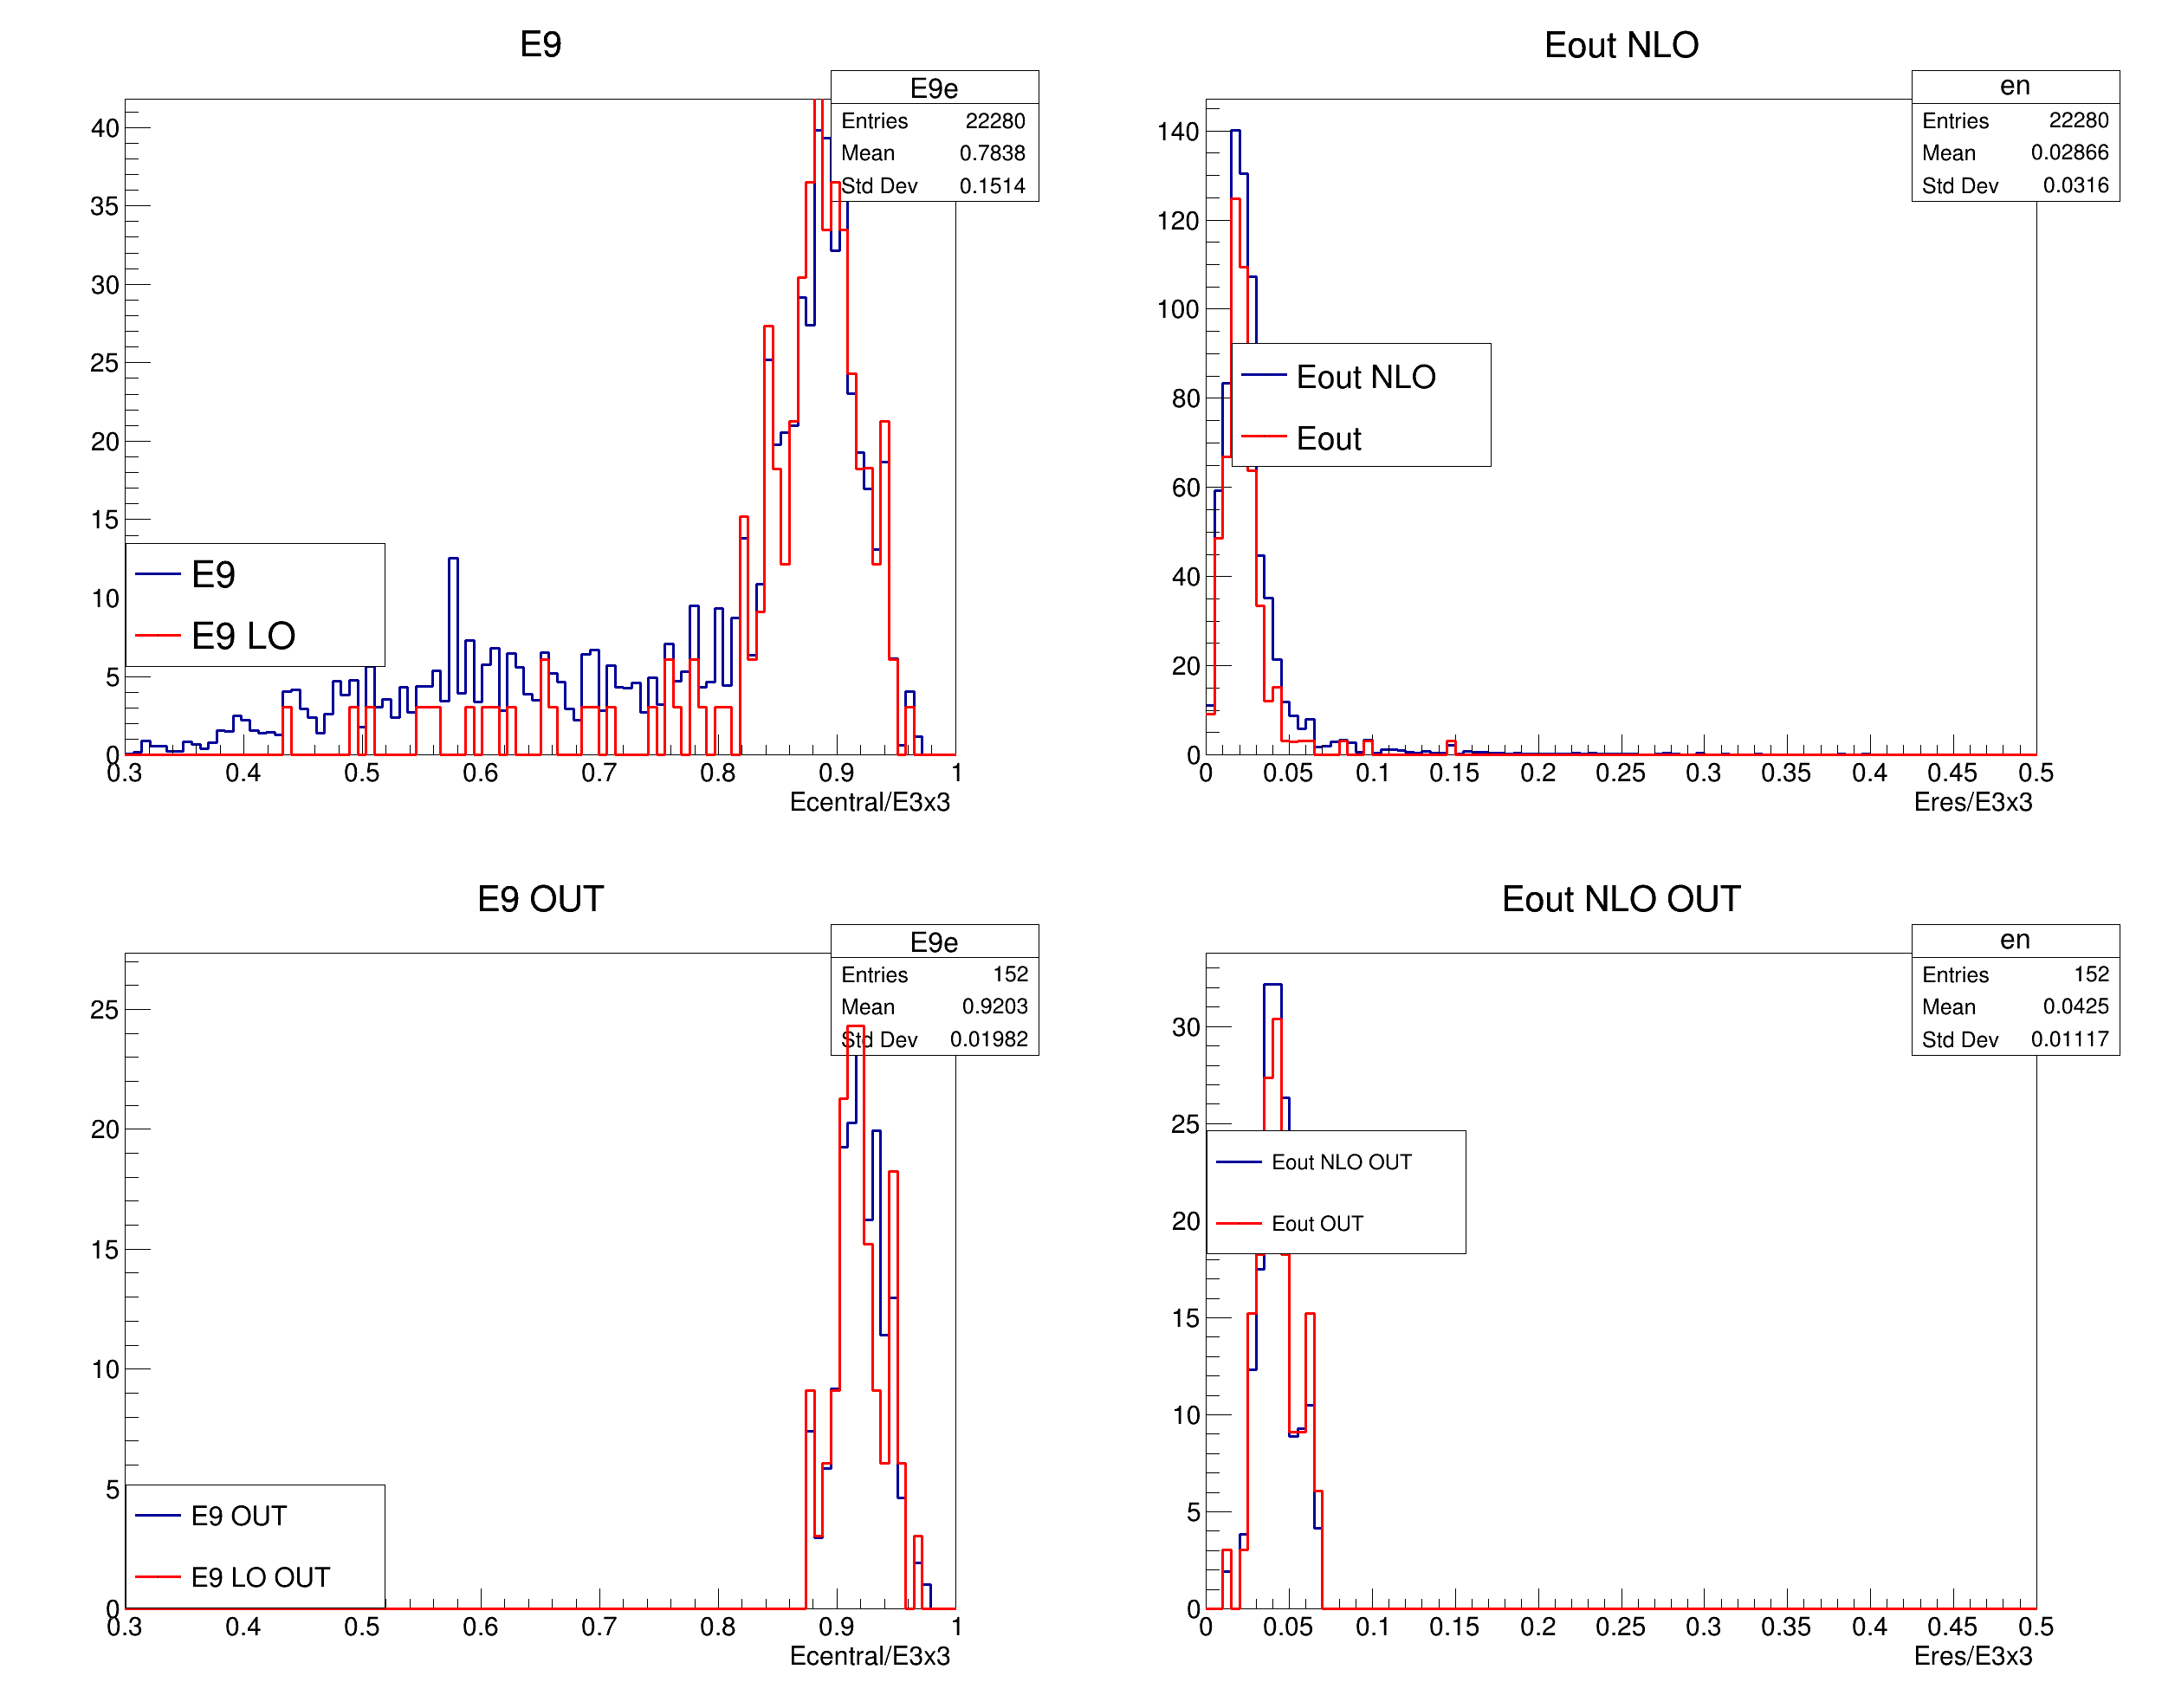 E9
E9e
Entries 22280
Mean 0.7838
Std Dev 0.1514
40
35
30
25
20
15
10
5
0
E9
E9 LO
0.3 0.4 0.5 0.6 0.7 0.8 0.9 1
Ecentral/E3x3
Eout NLO
en
Entries 22280
Mean 0.02866
Std Dev 0.0316
140
120
100
80
60
40
20
0
Eout NLO
Eout
0 0.05 0.1 0.15 0.2 0.25 0.3 0.35 0.4 0.45 0.5
Eres/E3x3
E9 OUT
E9e
Entries 152
Mean 0.9203
Std Dev 0.01982
25
20
15
10
5
0
E9 OUT
E9 LO OUT
0.3 0.4 0.5 0.6 0.7 0.8 0.9 1
Ecentral/E3x3
Eout NLO OUT
en
Entries 152
Mean 0.0425
Std Dev 0.01117
30
25
20
15
10
5
0
Eout NLO OUT
Eout OUT
0 0.05 0.1 0.15 0.2 0.25 0.3 0.35 0.4 0.45 0.5
Eres/E3x3